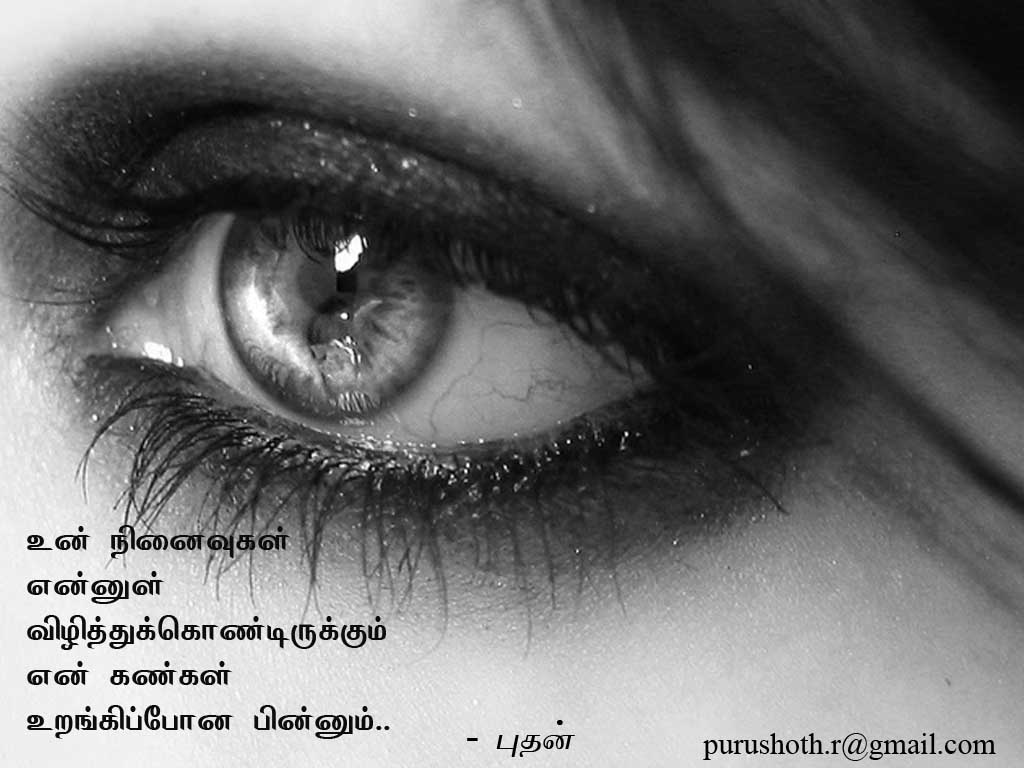 உன் நினைவுகள்
என்னுள்
விழித்துக்கொண்டிருக்கும்
என் கண்கள்
உறங்கிப்போன பின்னும்..
- புதன்
purushoth.r@gmail.com